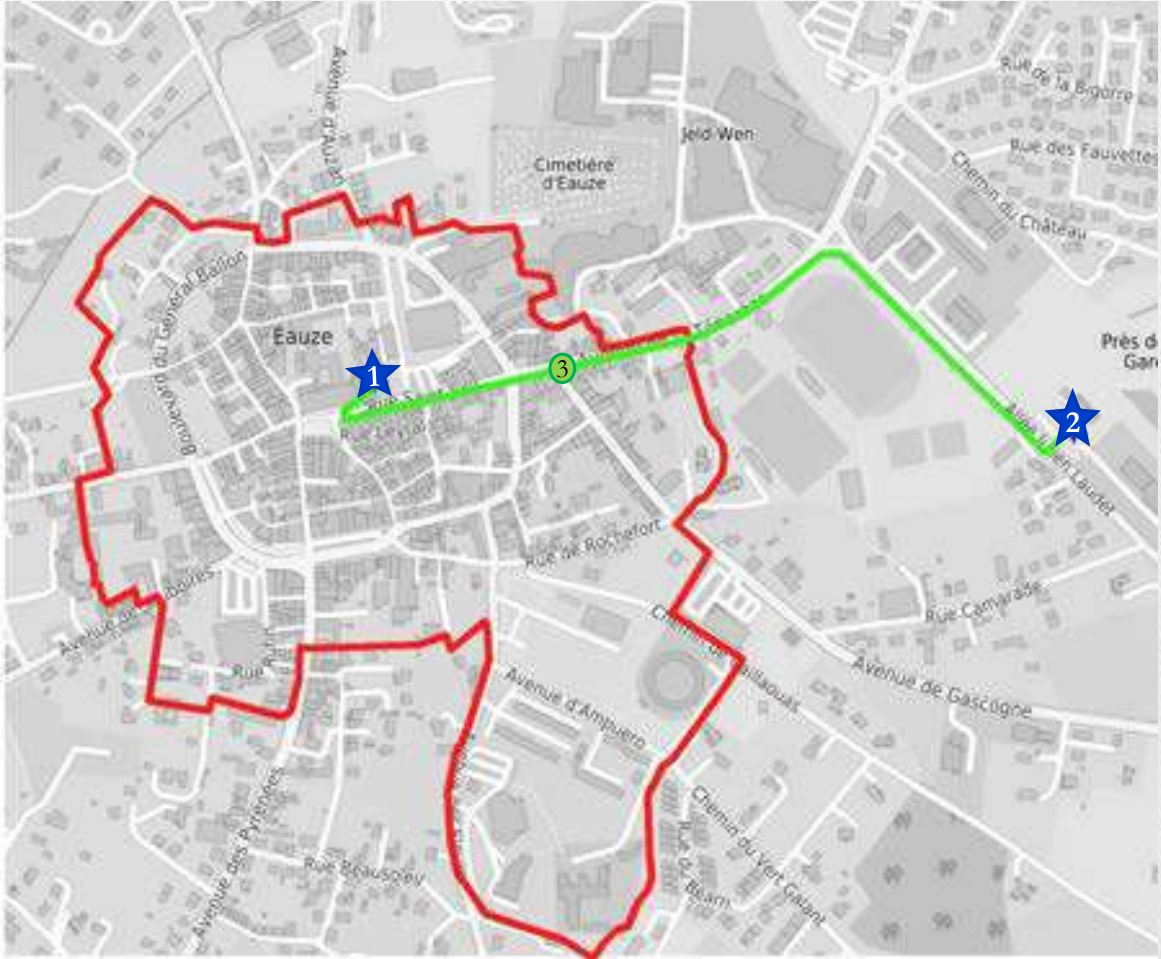 Avenue d'Auzan
Rue de la Bigorre
Jeld-Wen
Rue des Fauvettes
Cimetière
d'Eauze
Chemin du Château
Boulevard du Général Ballon
Eauze
Près d
Gare
3
1
2
Rue de Rochefort
Rue Camarade
Chemin de
Avenue de Gascogne
Avenue d'Ampuero
Chemin du Vert Galant
Avenue des Pyrénées
Rue Beausoleil
Rue du Béarn